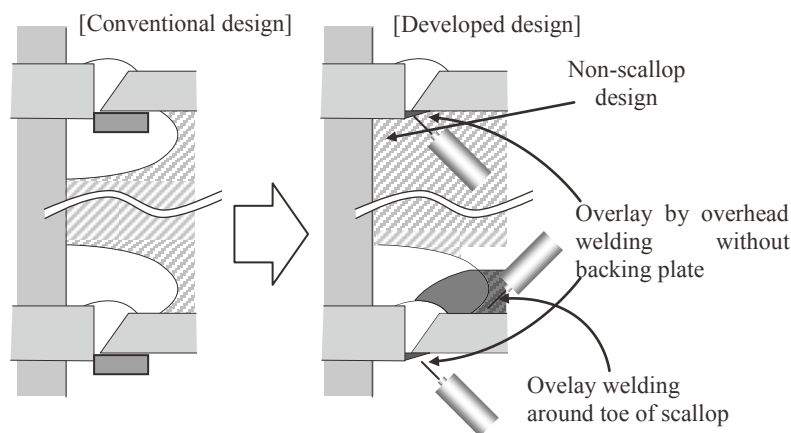 [Conventional design]
[Developed design]
Non-scallop
design
Overlay by overhead
welding without
backing plate
Ovelay welding
around toe of scallop